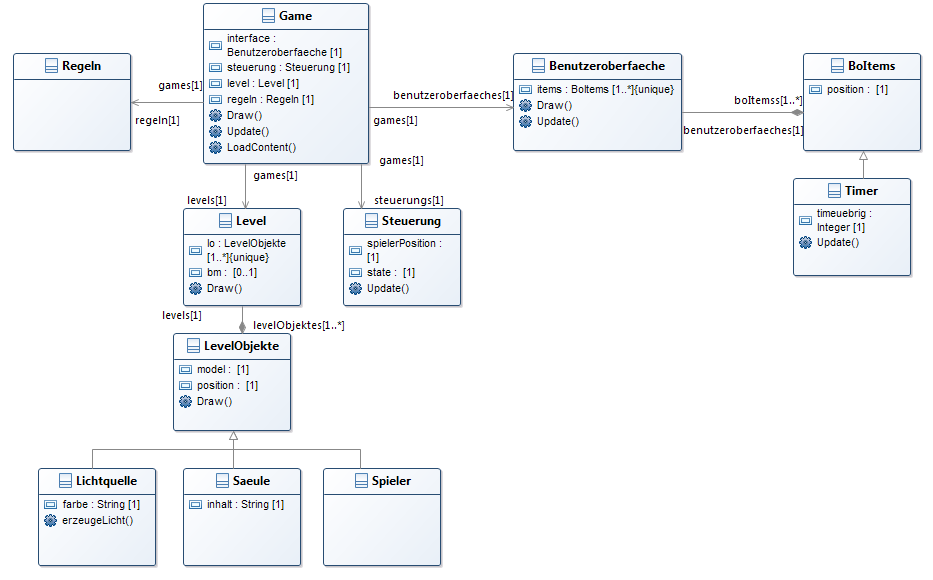 Game
interface :
Benutzeroberfaeche [1]
steuerung : Steuerung [1]
level : Level [1]
regeln : Regeln [1]
Draw()
Update()
LoadContent()
Regeln
games[1]
regeln[1]
benutzeroberfaeches[1]
games[1]
Benutzeroberfaeche
items : BoItems [1..*]{unique}
Draw()
Update()
boItemss[1..*]
benutzeroberfaeches[1]
BoItems
position : [1]
Timer
timeuebrig :
Integer [1]
Update()
games[1]
levels[1]
games[1]
steuerungs[1]
Level
lo : LevelObjekte
[1..*]{unique}
bm : [0..1]
Draw()
Steuerung
spielerPosition :
[1]
state : [1]
Update()
levels[1]
levelObjektes[1..*]
LevelObjekte
model : [1]
position : [1]
Draw()
Lichtquelle
farbe : String [1]
erzeugeLicht()
Saeule
inhalt : String [1]
Spieler